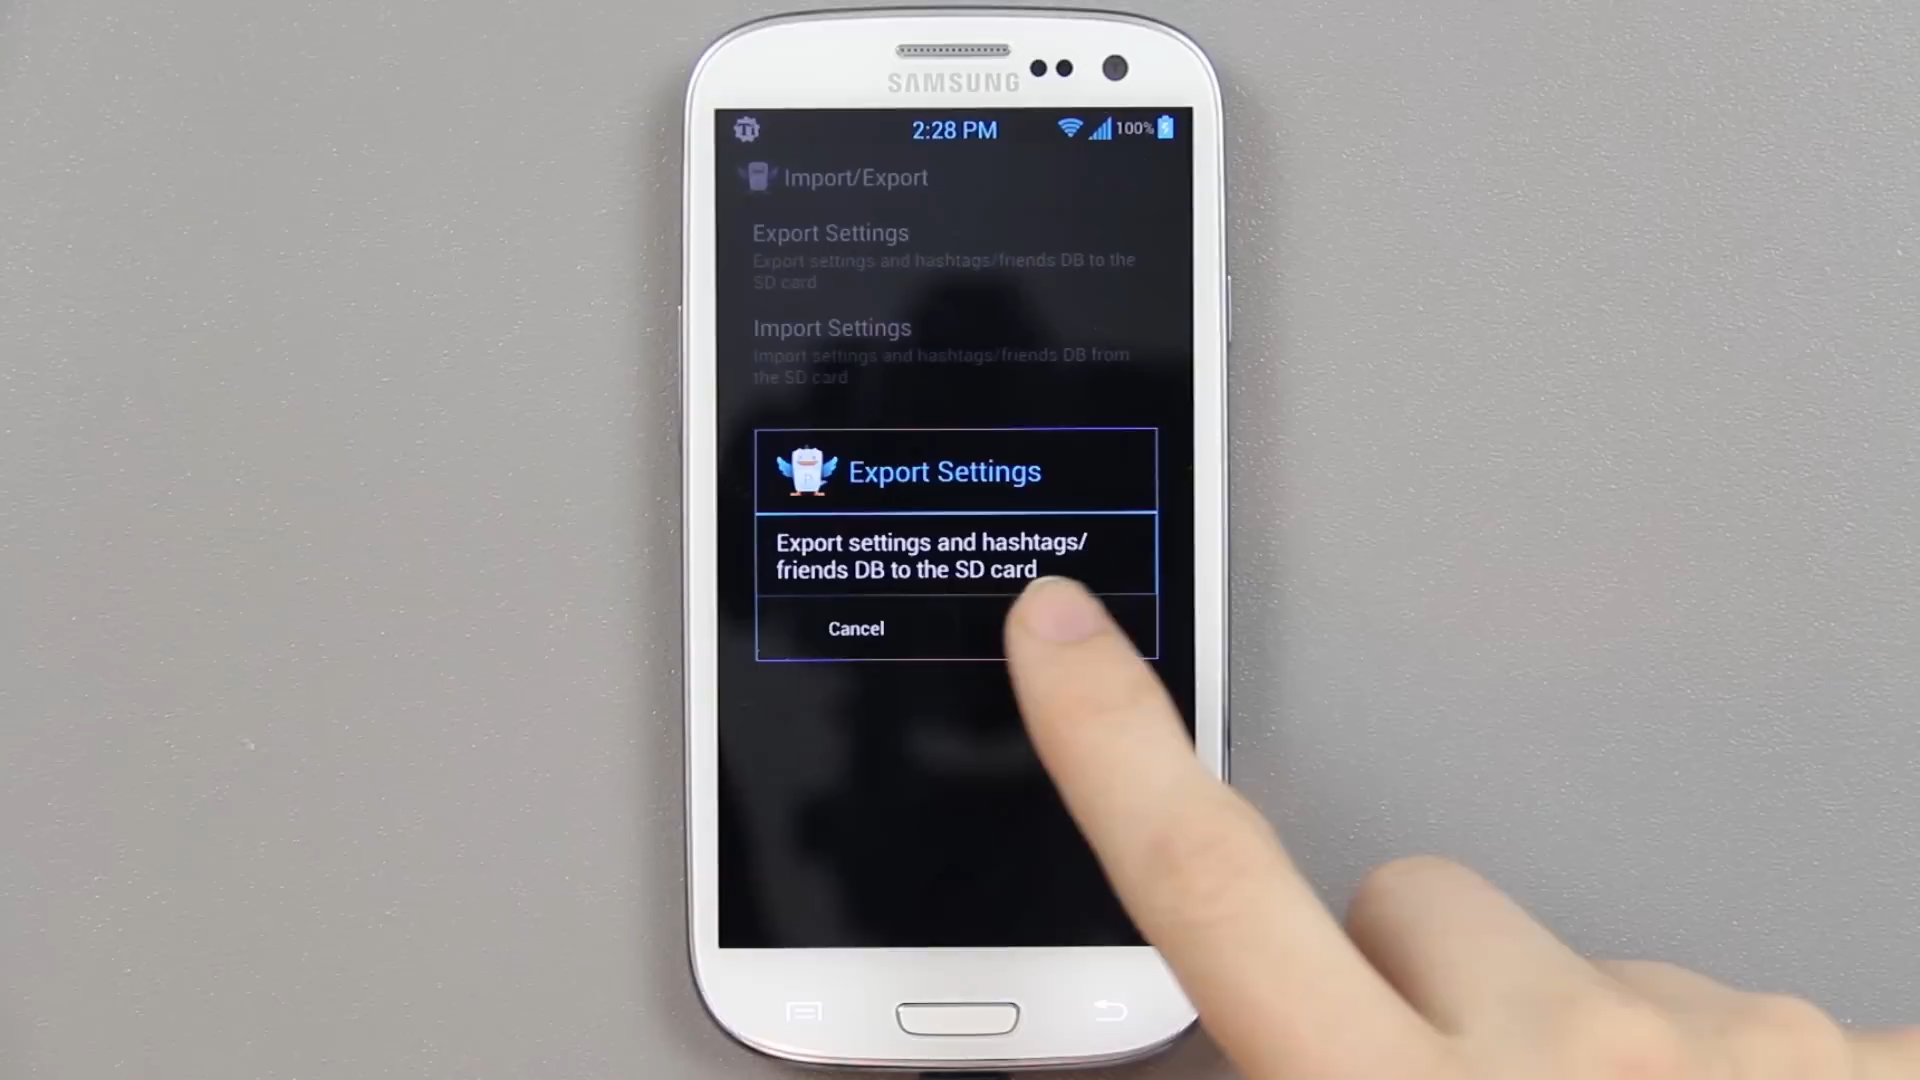 SAMSUNG
2:28 PM
100%
Import/Export
Export Settings
Export settings and hashtags/friends DB to the
SD card
Import Settings
Import settings and hashtags/friends DB from
the SD card
Export Settings
Export settings and hashtags/
friends DB to the SD card
Cancel